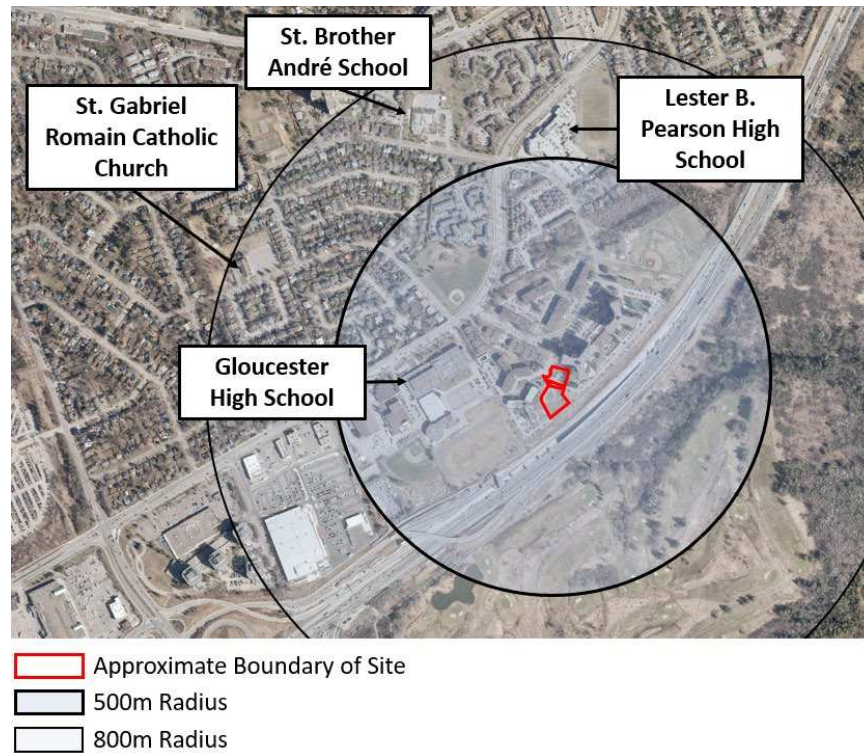 St. Brother
André School
St. Gabriel
Romain Catholic
Church
Lester B.
Pearson High
School
Gloucester
High School
Approximate Boundary of Site
500m Radius
800m Radius